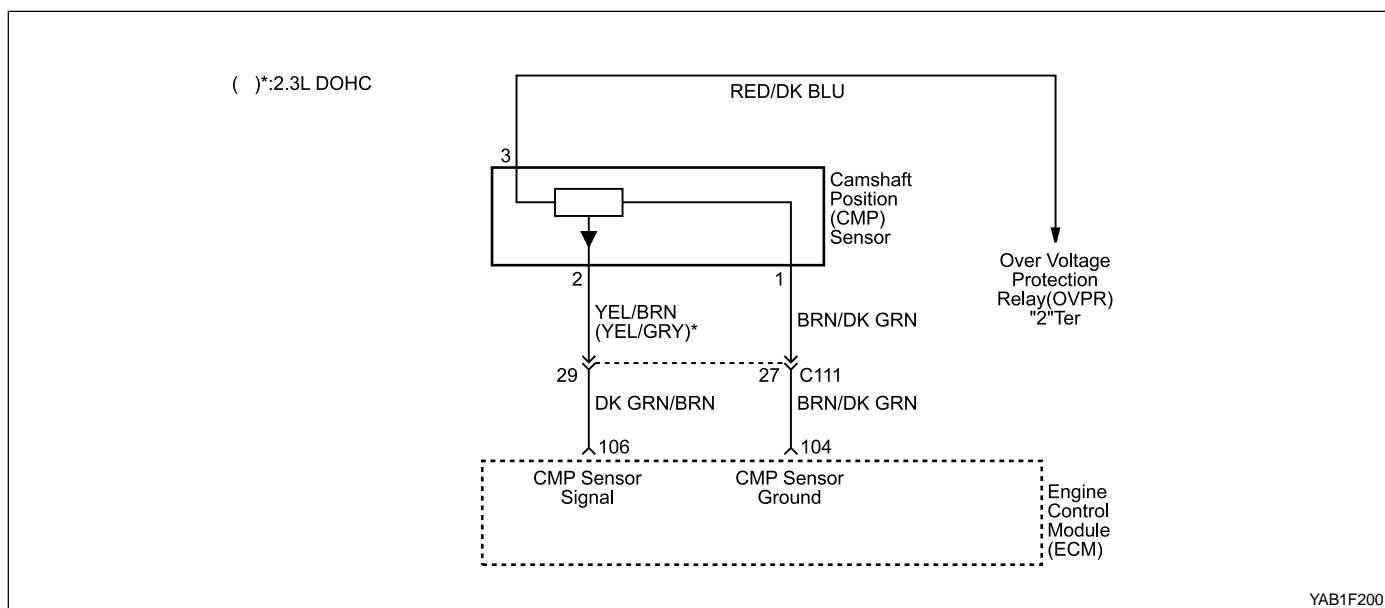 ( )*:2.3L DOHC
RED/DK BLU
3
Camshaft
Position
(CMP)
Sensor
Over Voltage
Protection
Relay(OVPR)
"2"Ter
2
1
YEL/BRN
(YEL/GRY)*
BRN/DK GRN
29
27
C111
DK GRN/BRN
BRN/DK GRN
106
104
CMP Sensor
Signal
CMP Sensor
Ground
Engine
Control
Module
(ECM)
YAB1F200